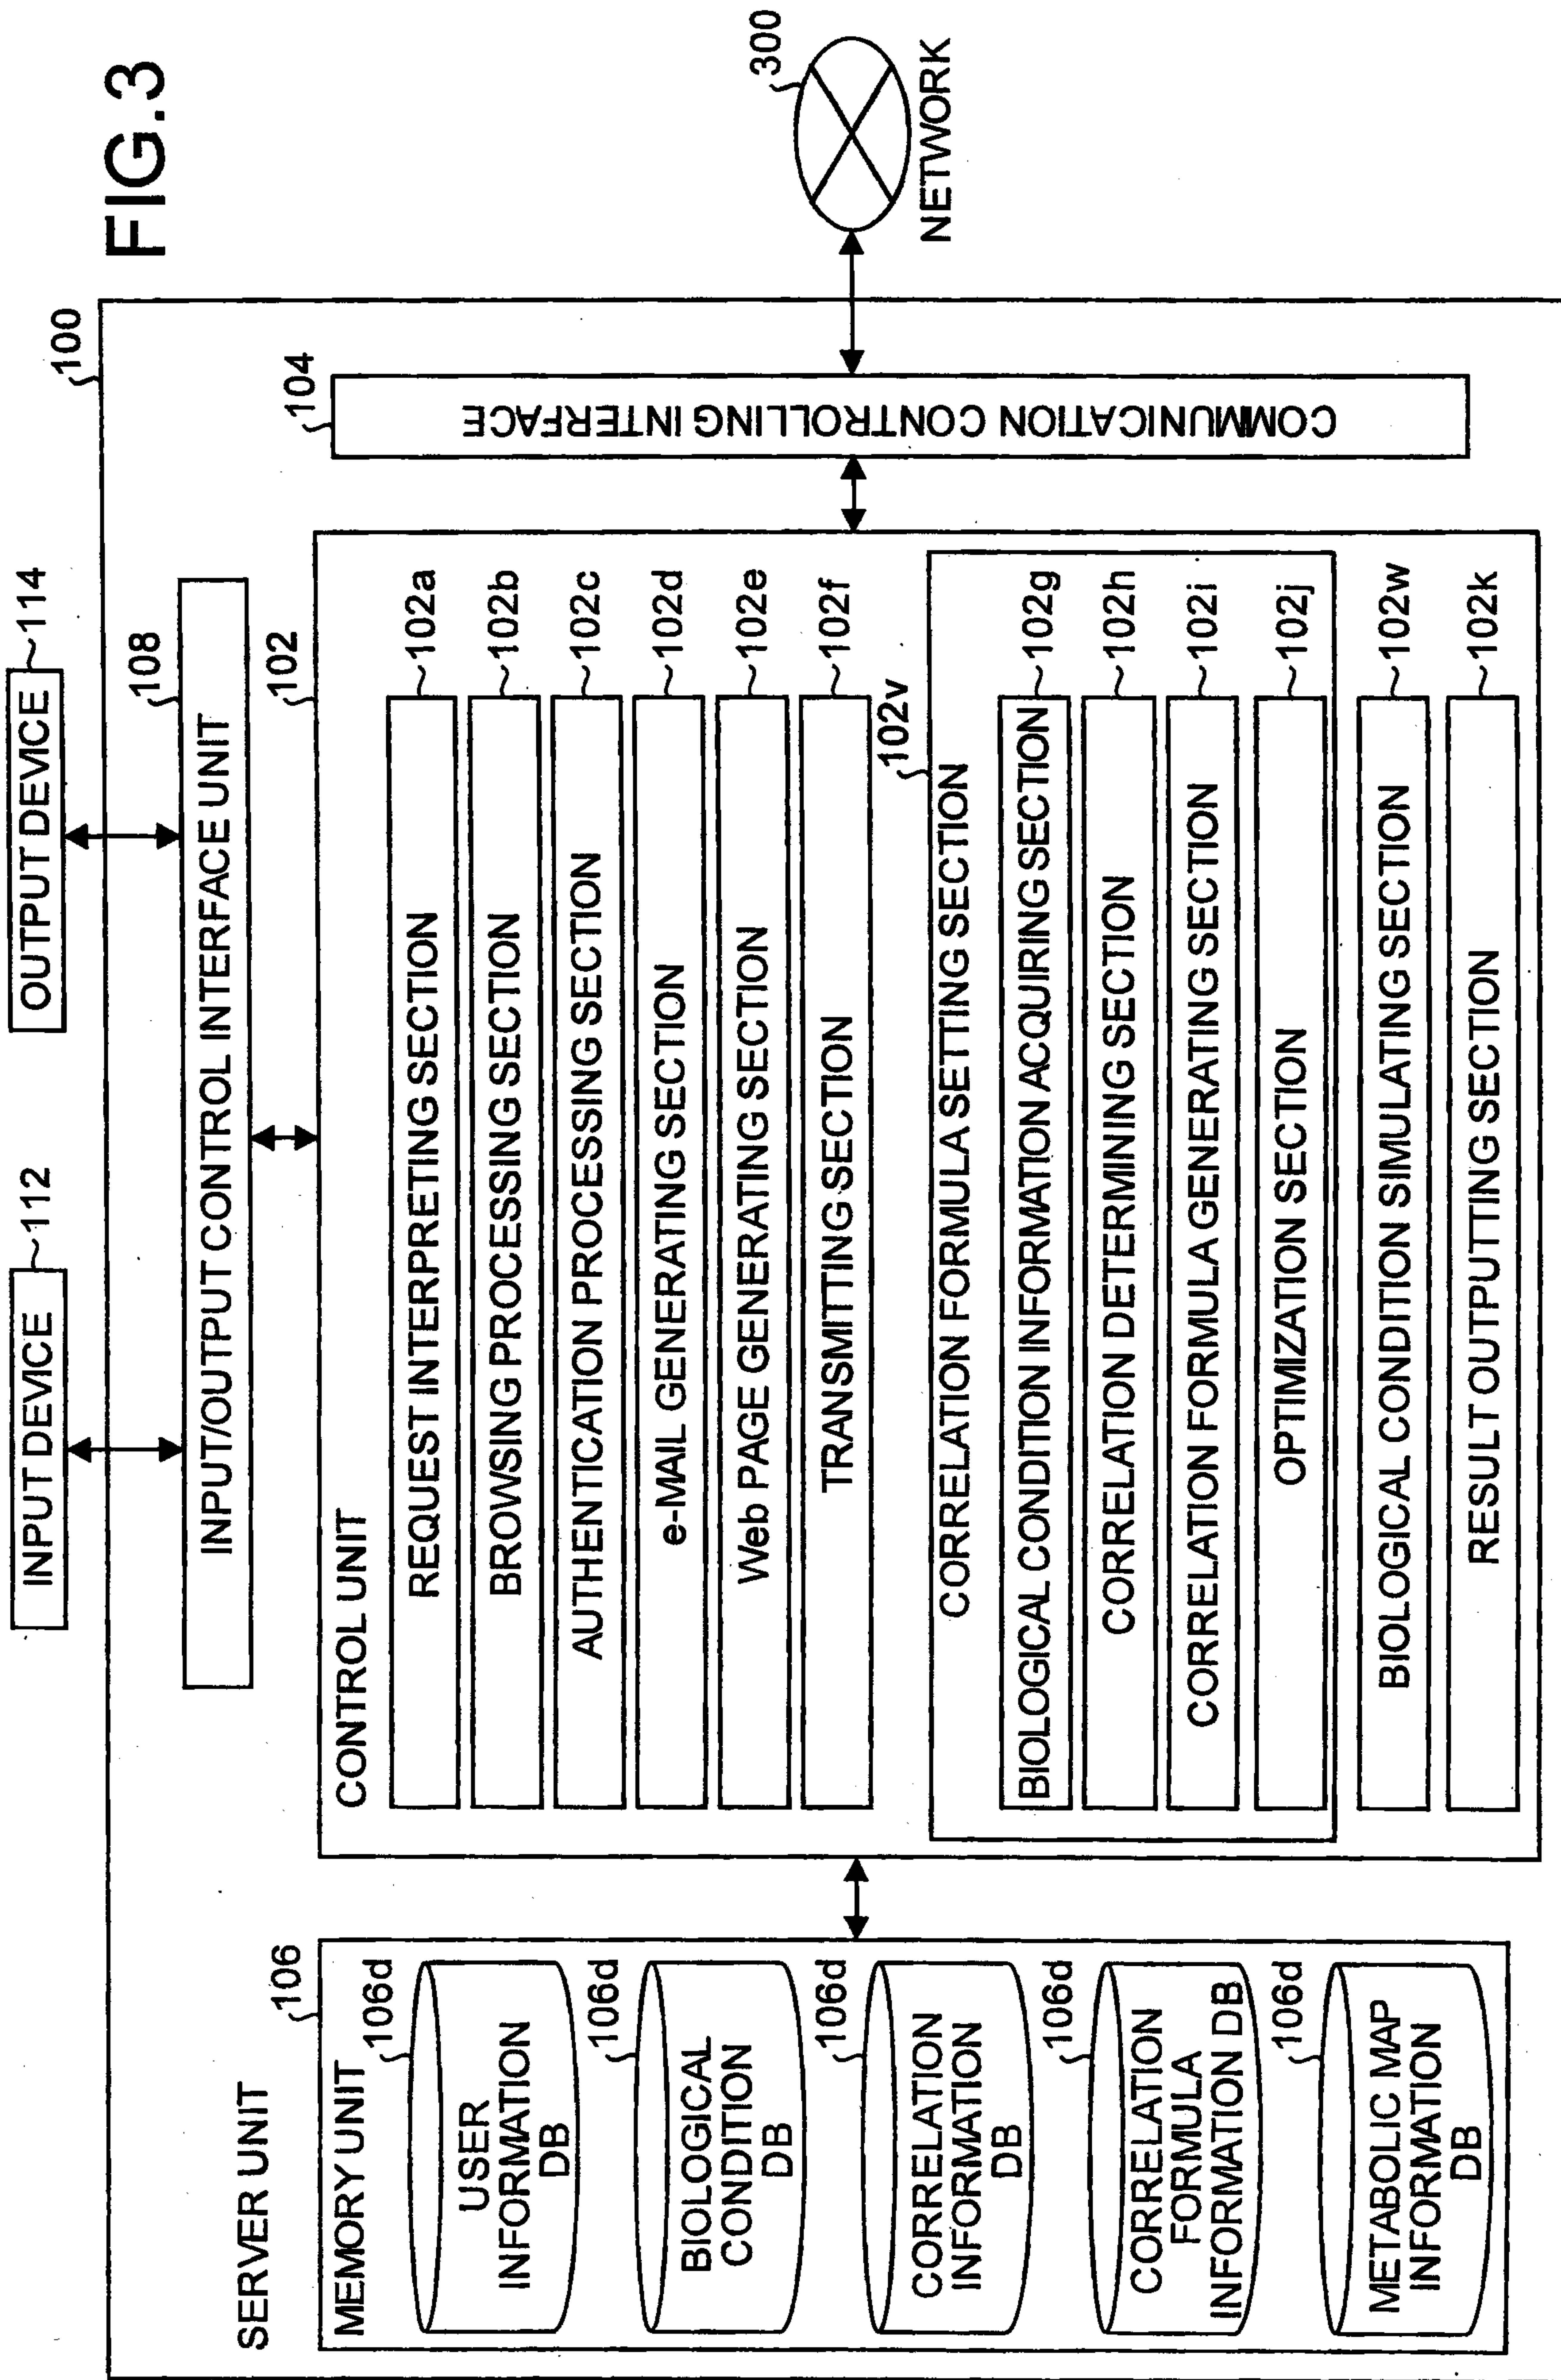 FIG.3
INPUT DEVICE
112
OUTPUT DEVICE
114
100
108
INPUT/OUTPUT CONTROL INTERFACE UNIT
SERVER UNIT
106
MEMORY UNIT
106d
USER
INFORMATION
DB
106d
BIOLOGICAL
CONDITION
DB
106d
CORRELATION
INFORMATION
DB
106d
CORRELATION
FORMULA
INFORMATION DB
106d
METABOLIC MAP
INFORMATION
DB
102
CONTROL UNIT
REQUEST INTERPRETING SECTION
102a
BROWSING PROCESSING SECTION
102b
AUTHENTICATION PROCESSING SECTION
102c
e-MAIL GENERATING SECTION
102d
Web PAGE GENERATING SECTION
102e
TRANSMITTING SECTION
102f
102v
CORRELATION FORMULA SETTING SECTION
BIOLOGICAL CONDITION INFORMATION ACQUIRING SECTION
102g
CORRELATION DETERMINING SECTION
102h
CORRELATION FORMULA GENERATING SECTION
102i
OPTIMIZATION SECTION
102j
BIOLOGICAL CONDITION SIMULATING SECTION
102w
RESULT OUTPUTTING SECTION
102k
104
COMMUNICATION CONTROLLING INTERFACE
300
NETWORK